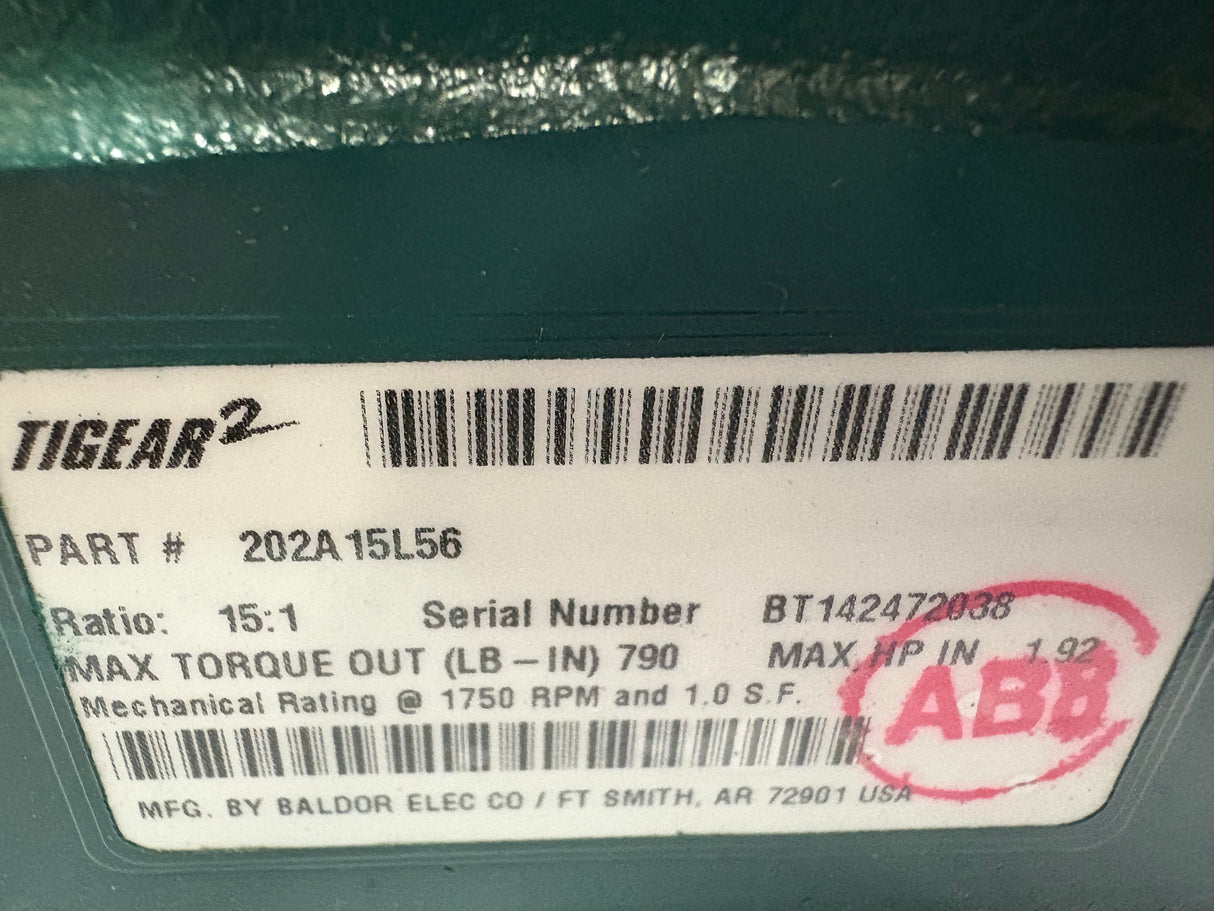 TIGEAR2
PART # 202A15L56
Ratio: 15:1 Serial Number BT142472038
MAX TORQUE OUT (LB-IN) 790 MAX HP IN 1.92
Mechanical Rating @ 1750 RPM and 1.0 S.F.
ABB
MFG. BY BALDOR ELEC CO / FT SMITH, AR 72901 USA